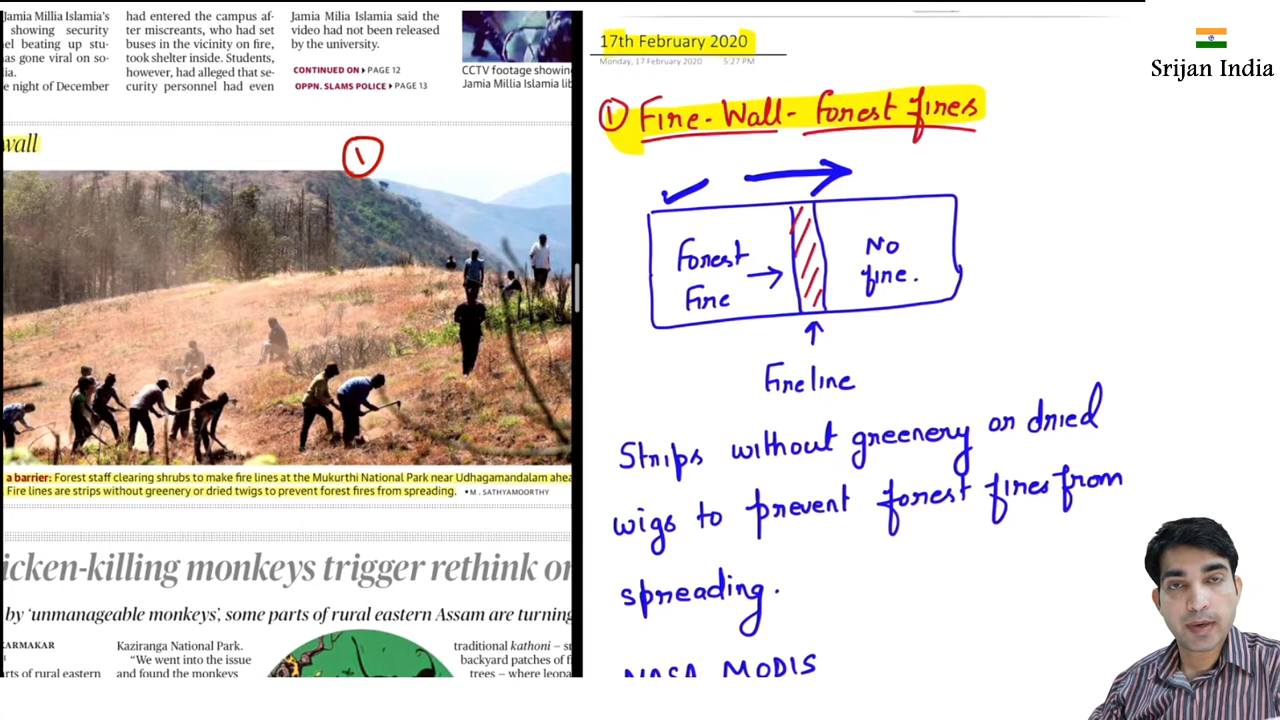 Jamia Millia Islamia's
showing security
el beating up stu-
as gone viral on so-
ia.
e night of December
had entered the campus af-
ter miscreants, who had set
buses in the vicinity on fire,
took shelter inside. Students,
however, had alleged that se-
curity personnel had even
Jamia Milia Islamia said the
video had not been released
by the university.
CONTINUED ON ▸ PAGE 12
OPPN. SLAMS POLICE ▸ PAGE 13
CCTV footage showin
Jamia Millia Islamia li
wall
1
a barrier: Forest staff clearing shrubs to make fire lines at the Mukurthi National Park near Udhagamandalam ahea
Fire lines are strips without greenery or dried twigs to prevent forest fires from spreading. • M. SATHYAMOORTHY
icken-killing monkeys trigger rethink on
by 'unmanageable monkeys', some parts of rural eastern Assam are turning
KARMAKAR
rts of rural eastern
Kaziranga National Park.
"We went into the issue
and found the monkeys
traditional kathoni – s
backyard patches of f
trees – where leopa
17th February 2020
Monday, 17 February 2020 5:27 PM
1 Fire-Wall- Forest fires
Forest
Fire
No
fire.
Fireline
Strips without greenery or dried
wigs to prevent forest fires from
spreading.
NASA MODIS
Srijan India